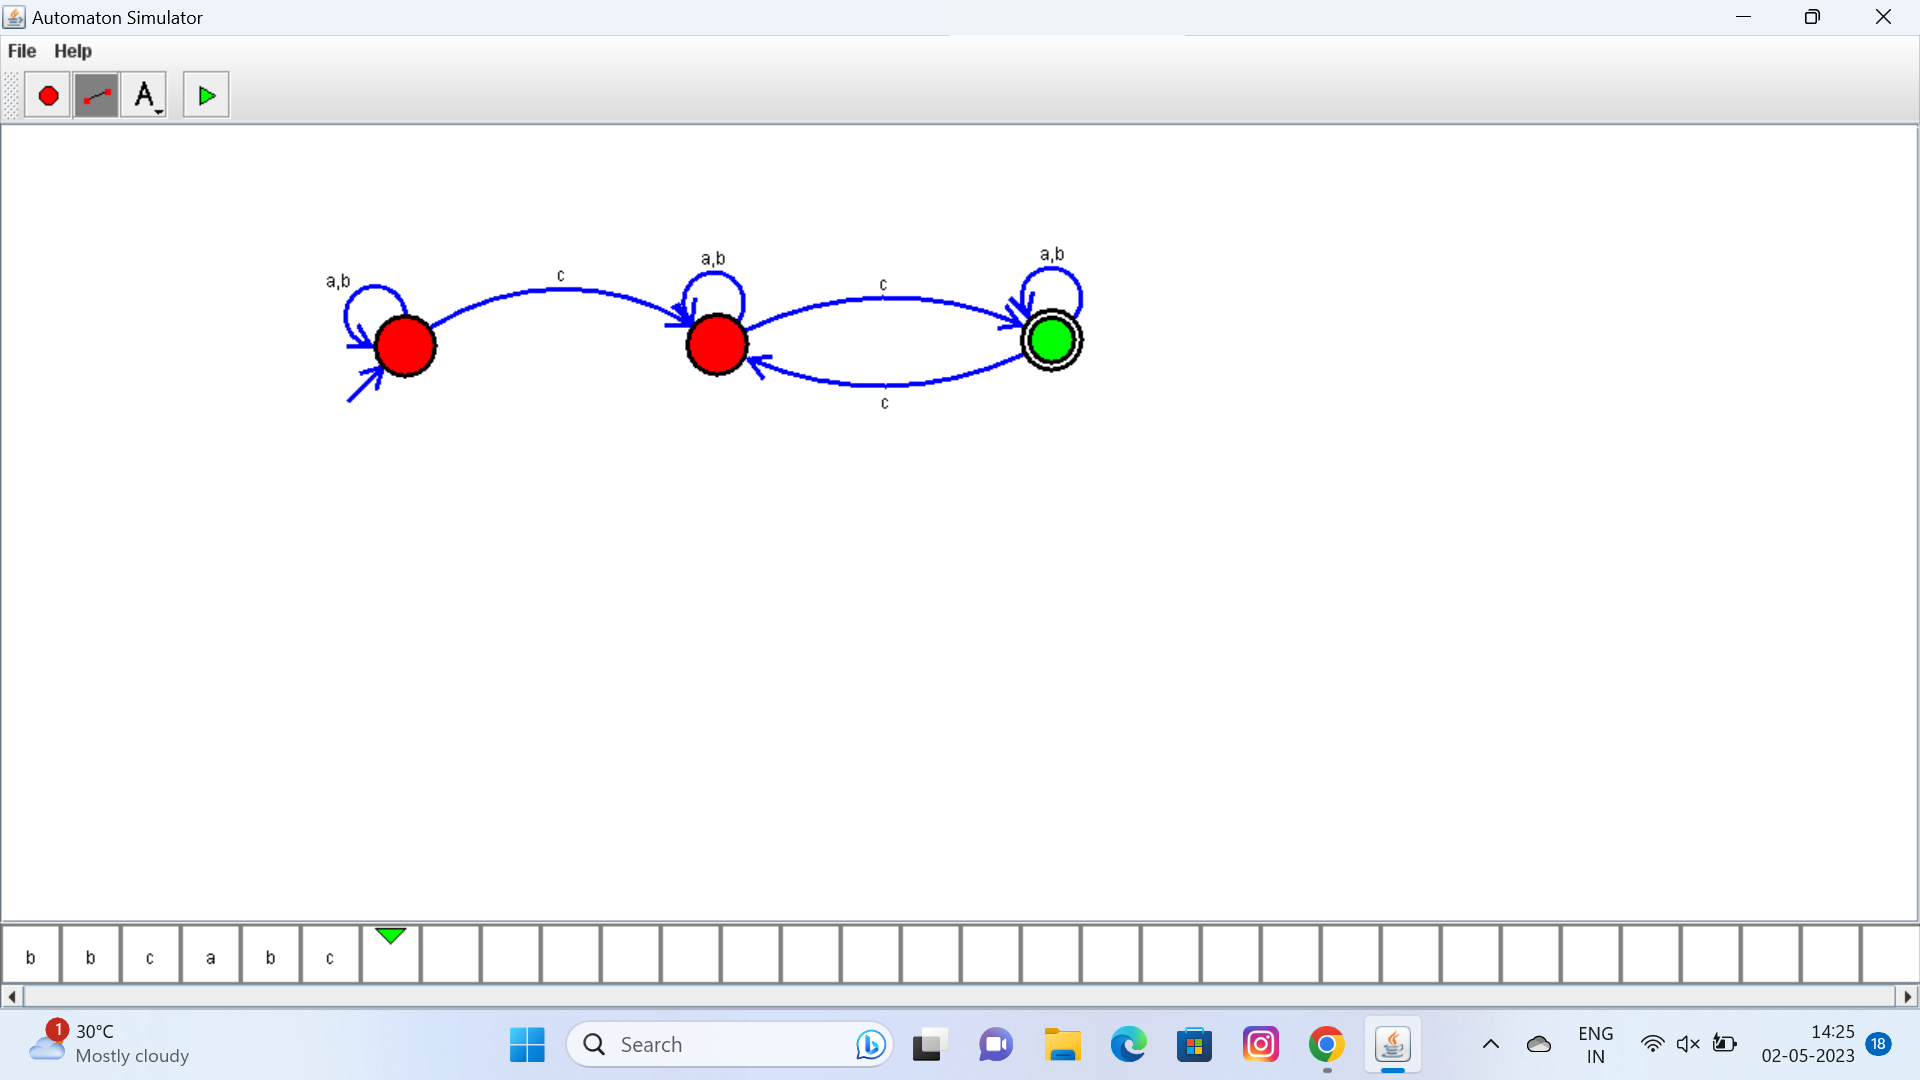 Automaton Simulator
File Help
A
a,b
c
a,b
c
a,b
c
b b c a b c
1
30°C
Mostly cloudy
Search
ENG
IN
14:25
02-05-2023
18